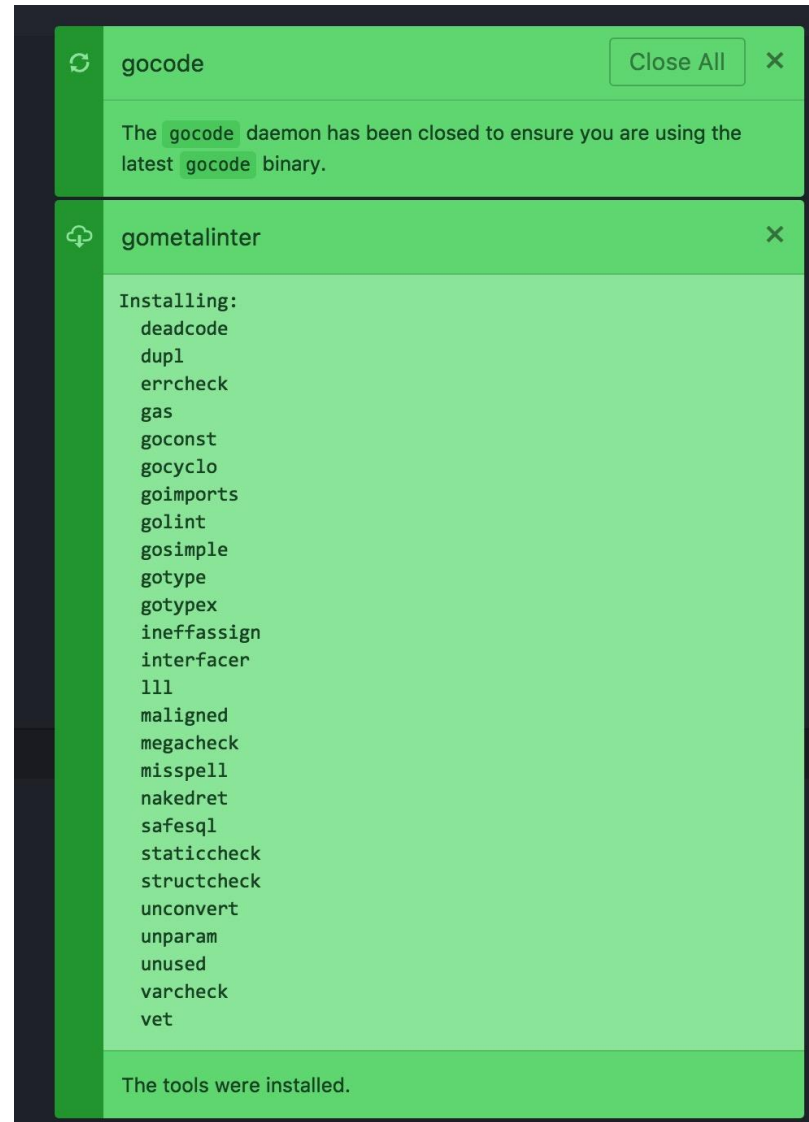 gocode
Close All
The gocode daemon has been closed to ensure you are using the
latest gocode binary.
gometalinter
Installing:
deadcode
dupl
errcheck
gas
goconst
gocyclo
goimports
golint
gosimple
gotype
gotypex
ineffassign
interfacer
lll
maligned
megacheck
misspell
nakedret
safesql
staticcheck
structcheck
unconvert
unparam
unused
varcheck
vet
The tools were installed.